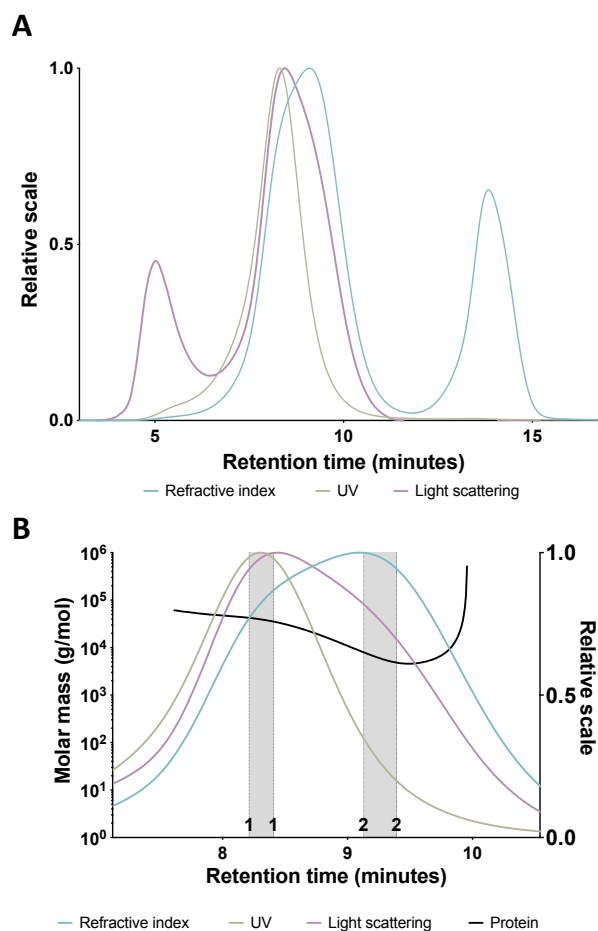 A
1.0
0.5
0.0
Relative scale
5 10 15
Retention time (minutes)
Refractive index UV Light scattering
B
10⁶
10⁵
10⁴
10³
10²
10¹
10⁰
Molar mass (g/mol)
1.0
0.5
0.0
Relative scale
1 1 2 2
8 9 10
Retention time (minutes)
Refractive index UV Light scattering Protein